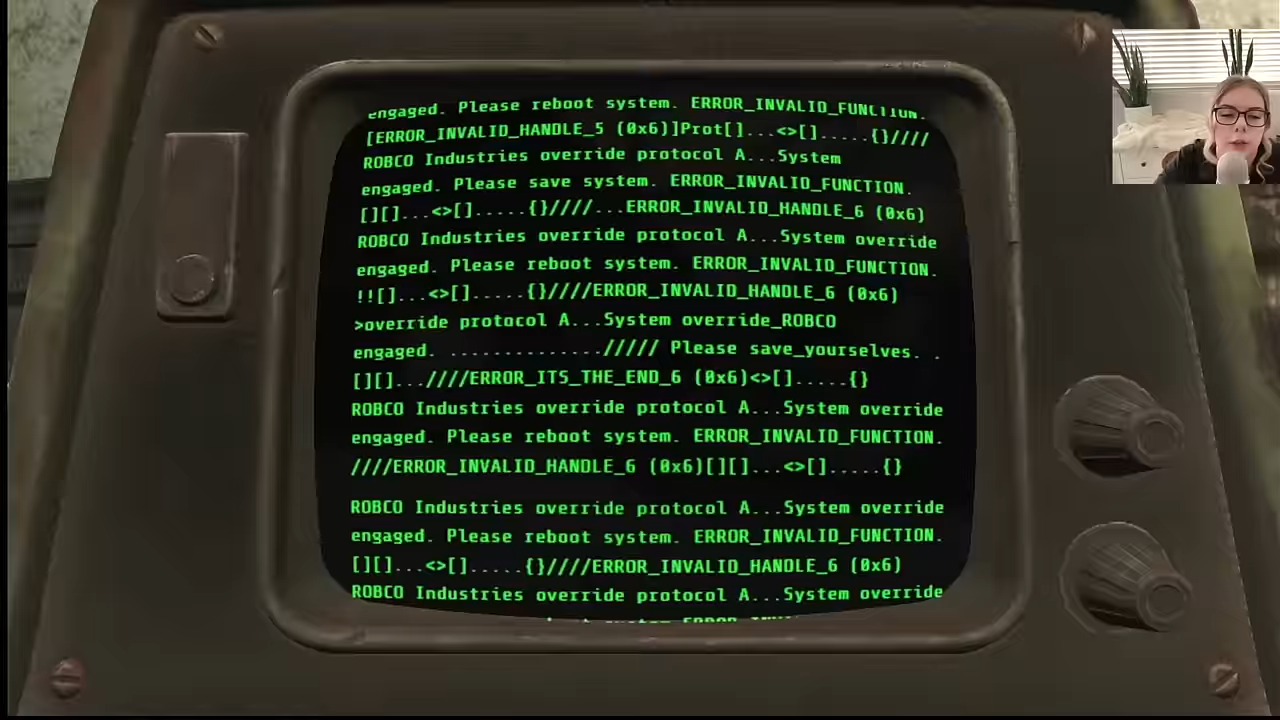 engaged. Please reboot system. ERROR_INVALID_FUNCTION.
[ERROR_INVALID_HANDLE_5 (0x6)]Prot[]...<>[].....{}////
ROBCO Industries override protocol A...System
engaged. Please save system. ERROR_INVALID_FUNCTION.
[][]...<>[].....{}////...ERROR_INVALID_HANDLE_6 (0x6)
ROBCO Industries override protocol A...System override
engaged. Please reboot system. ERROR_INVALID_FUNCTION.
!![]...<>[].....{}////ERROR_INVALID_HANDLE_6 (0x6)
>override protocol A...System override_ROBCO
engaged. ..............///// Please save_yourselves. .
[][]...////ERROR_ITS_THE_END_6 (0x6)<>[].....{}
ROBCO Industries override protocol A...System override
engaged. Please reboot system. ERROR_INVALID_FUNCTION.
////ERROR_INVALID_HANDLE_6 (0x6)[][]...<>[].....{}
ROBCO Industries override protocol A...System override
engaged. Please reboot system. ERROR_INVALID_FUNCTION.
[][]...<>[].....{}////ERROR_INVALID_HANDLE_6 (0x6)
ROBCO Industries override protocol A...System override